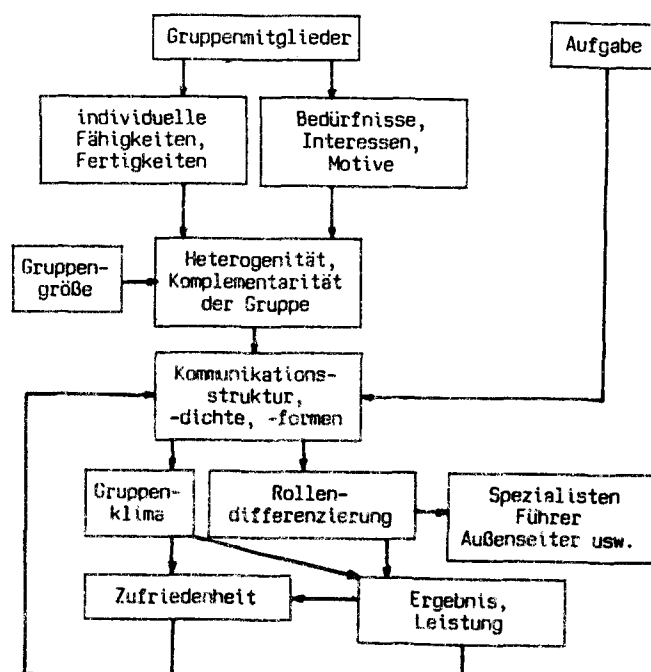 Gruppenmitglieder
Aufgabe
individuelle
Fähigkeiten,
Fertigkeiten
Bedürfnisse,
Interessen,
Motive
Gruppen-
größe
Heterogenität,
Komplementarität
der Gruppe
Kommunikations-
struktur,
-dichte, -formen
Gruppen-
klima
Rollen-
differenzierung
Spezialisten
Führer
Außenseiter usw.
Zufriedenheit
Ergebnis,
Leistung